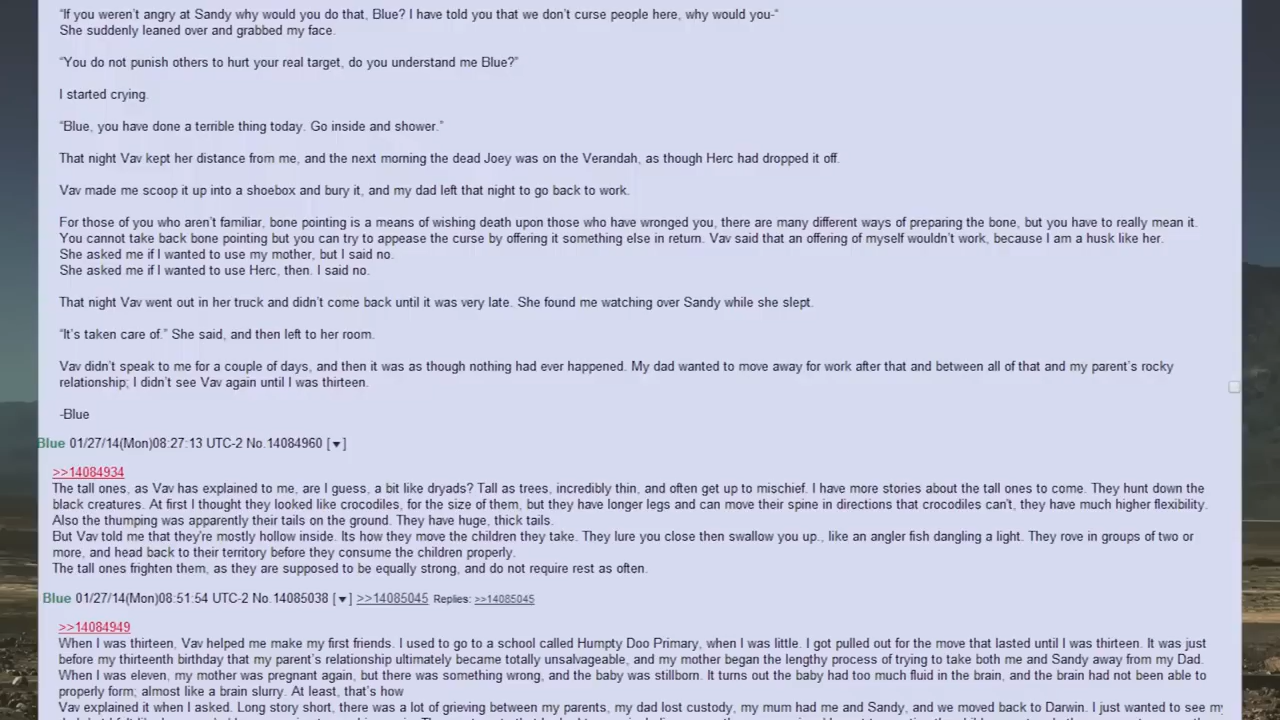 “If you weren’t angry at Sandy why would you do that, Blue? I have told you that we don’t curse people here, why would you-“
She suddenly leaned over and grabbed my face.
“You do not punish others to hurt your real target, do you understand me Blue?”
I started crying.
“Blue, you have done a terrible thing today. Go inside and shower.”
That night Vav kept her distance from me, and the next morning the dead Joey was on the Verandah, as though Herc had dropped it off.
Vav made me scoop it up into a shoebox and bury it, and my dad left that night to go back to work.
For those of you who aren’t familiar, bone pointing is a means of wishing death upon those who have wronged you, there are many different ways of preparing the bone, but you have to really mean it.
You cannot take back bone pointing but you can try to appease the curse by offering it something else in return. Vav said that an offering of myself wouldn’t work, because I am a husk like her.
She asked me if I wanted to use my mother, but I said no.
She asked me if I wanted to use Herc, then. I said no.
That night Vav went out in her truck and didn’t come back until it was very late. She found me watching over Sandy while she slept.
“It’s taken care of.” She said, and then left to her room.
Vav didn’t speak to me for a couple of days, and then it was as though nothing had ever happened. My dad wanted to move away for work after that and between all of that and my parent’s rocky
relationship; I didn’t see Vav again until I was thirteen.
-Blue
Blue 01/27/14(Mon)08:27:13 UTC-2 No.14084960 [▼]
>>14084934
The tall ones, as Vav has explained to me, are I guess, a bit like dryads? Tall as trees, incredibly thin, and often get up to mischief. I have more stories about the tall ones to come. They hunt down the
black creatures. At first I thought they looked like crocodiles, for the size of them, but they have longer legs and can move their spine in directions that crocodiles can't, they have much higher flexibility.
Also the thumping was apparently their tails on the ground. They have huge, thick tails.
But Vav told me that they're mostly hollow inside. Its how they move the children they take. They lure you close then swallow you up., like an angler fish dangling a light. They rove in groups of two or
more, and head back to their territory before they consume the children properly.
The tall ones frighten them, as they are supposed to be equally strong, and do not require rest as often.
Blue 01/27/14(Mon)08:51:54 UTC-2 No.14085038 [▼] >>14085045 Replies: >>14085045
>>14084949
When I was thirteen, Vav helped me make my first friends. I used to go to a school called Humpty Doo Primary, when I was little. I got pulled out for the move that lasted until I was thirteen. It was just
before my thirteenth birthday that my parent’s relationship ultimately became totally unsalvageable, and my mother began the lengthy process of trying to take both me and Sandy away from my Dad.
When I was eleven, my mother was pregnant again, but there was something wrong, and the baby was stillborn. It turns out the baby had too much fluid in the brain, and the brain had not been able to
properly form; almost like a brain slurry. At least, that’s how
Vav explained it when I asked. Long story short, there was a lot of grieving between my parents, my dad lost custody, my mum had me and Sandy, and we moved back to Darwin. I just wanted to see my